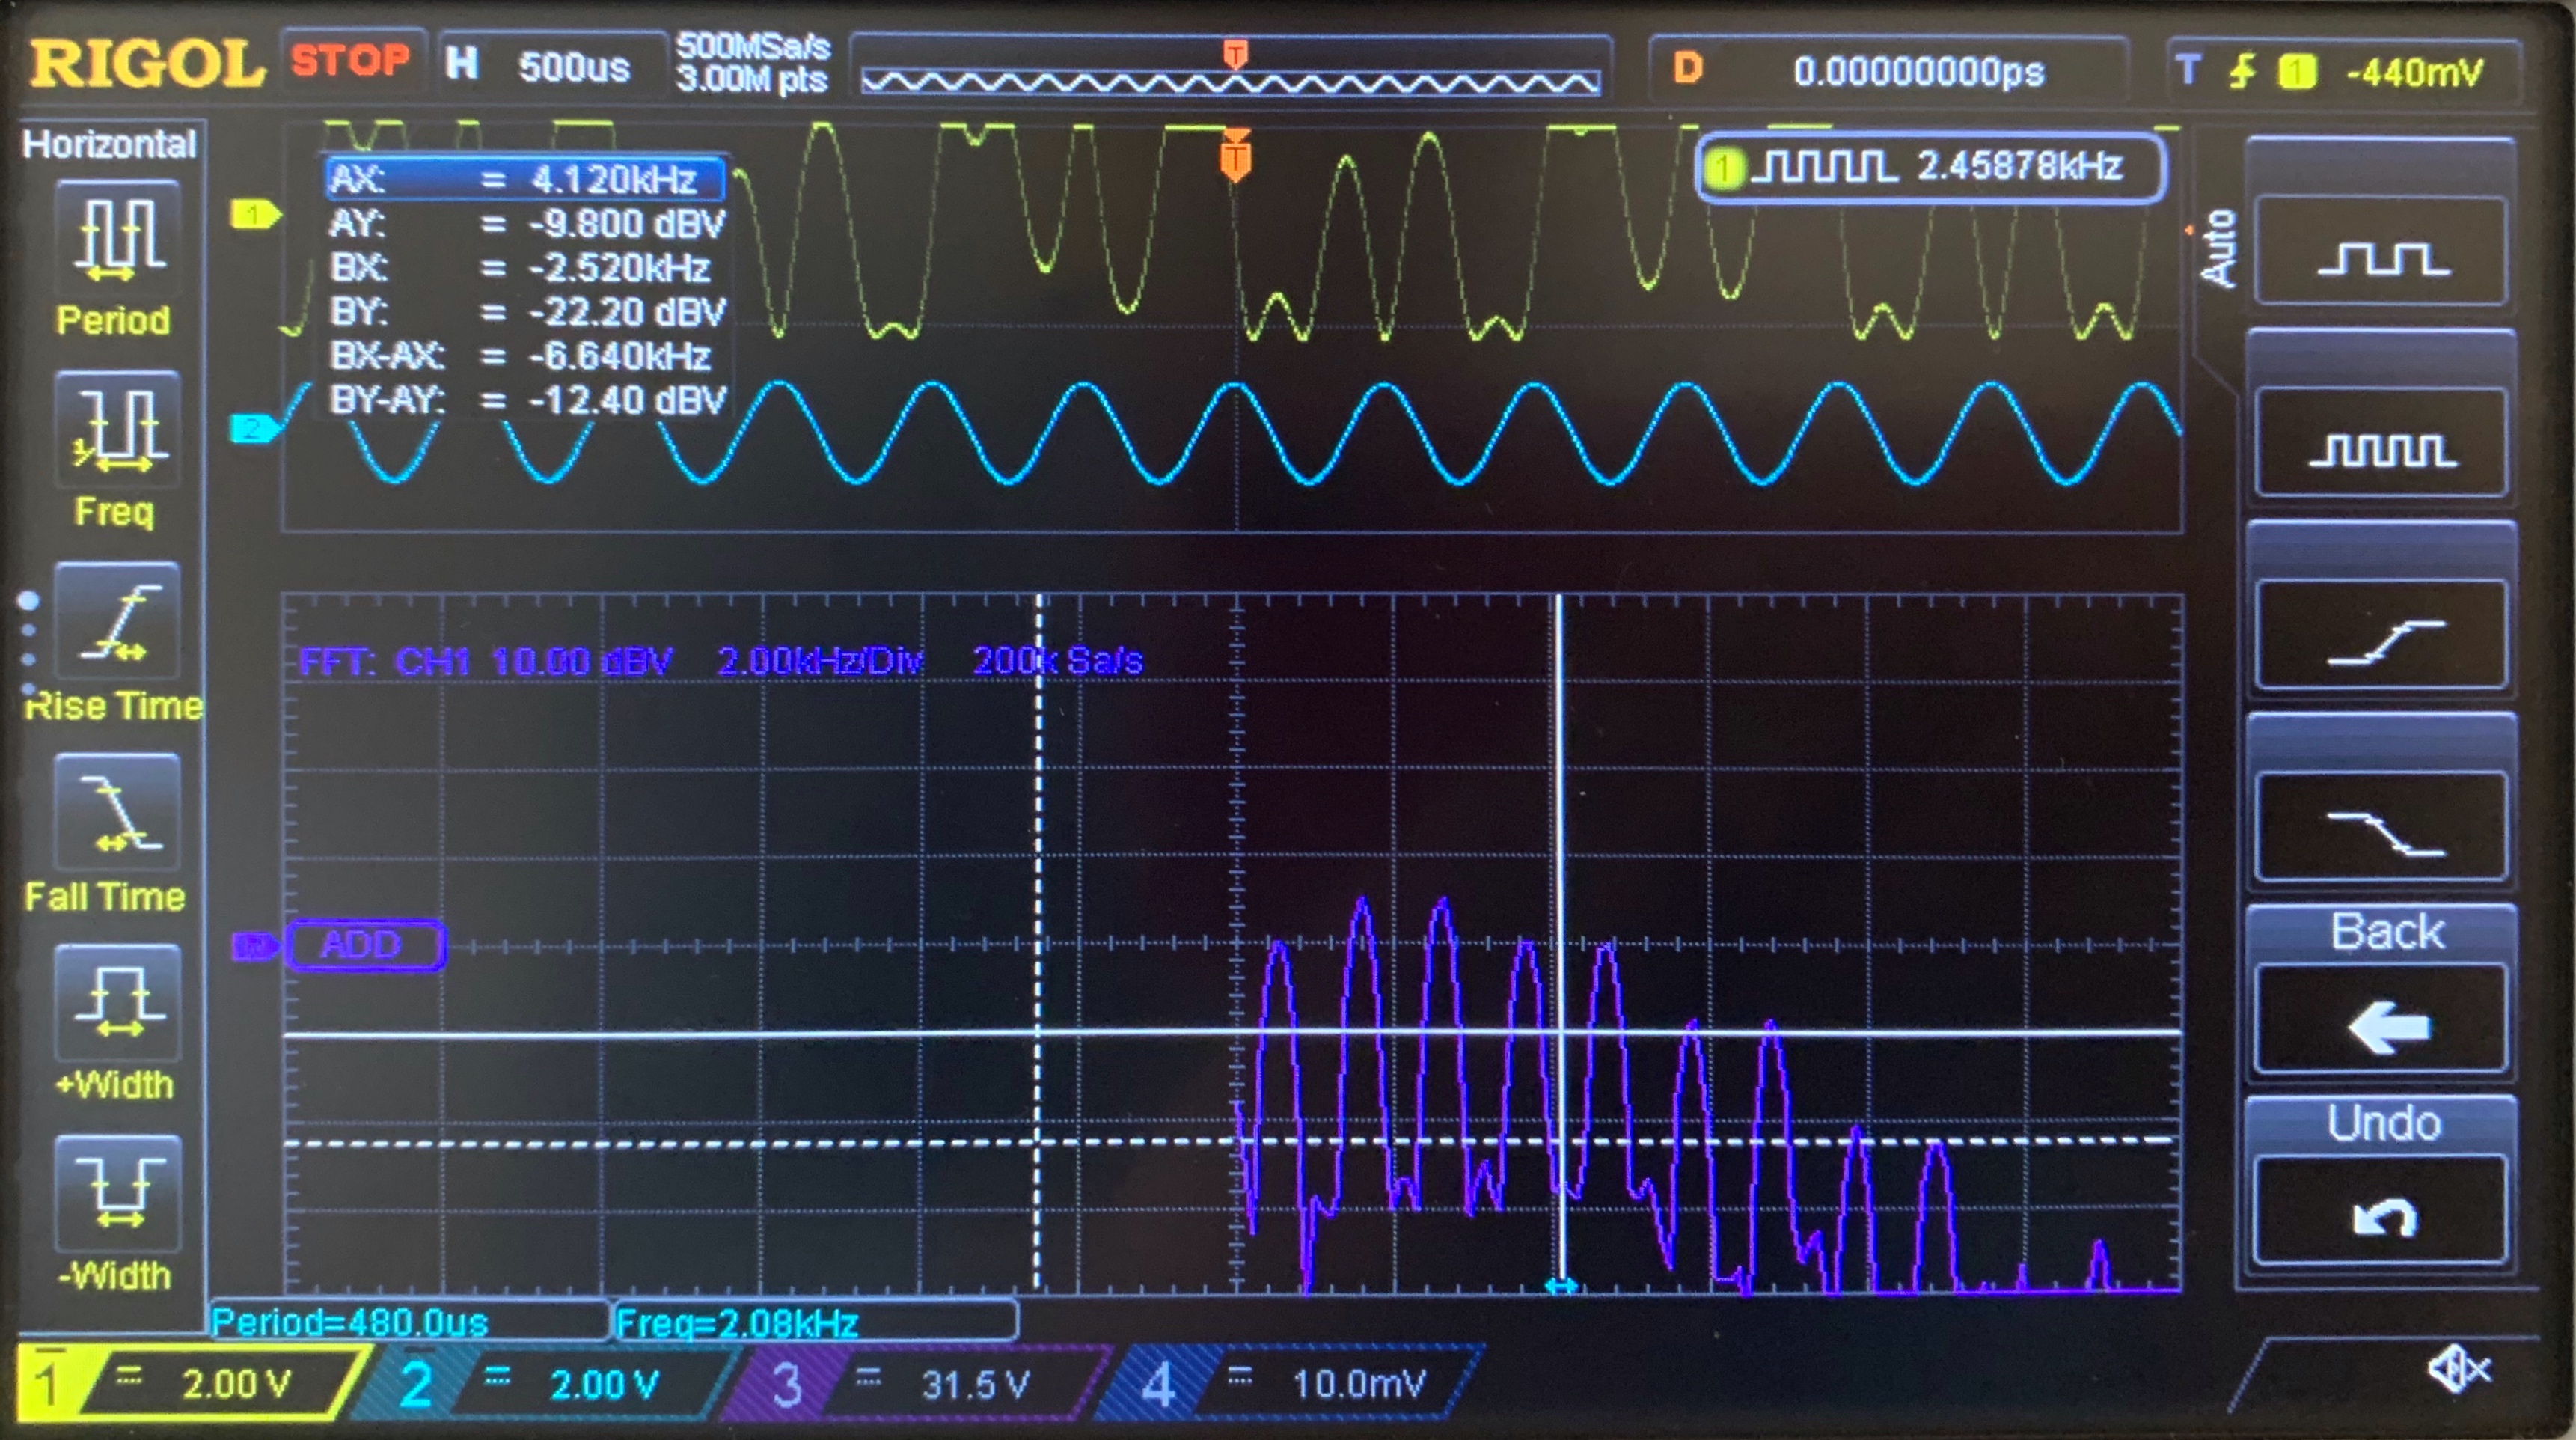 RIGOL STOP H 500us 500MSa/s 3.00M pts T D 0.00000000ps T 1 -440mV
Horizontal
Period
Freq
Rise Time
Fall Time
+Width
-Width
AX: = 4.120kHz
AY: = -9.800 dBV
BX: = -2.520kHz
BY: = -22.20 dBV
BX-AX: = -6.640kHz
BY-AY: = -12.40 dBV
1
2
T
1 2.45878kHz
Auto
FFT: CH1 10.00 dBV 2.00kHz/Div 200k Sa/s
ADD
Back
Undo
Period=480.0us Freq=2.08kHz
1 2.00 V 2 2.00 V 3 31.5 V 4 10.0mV